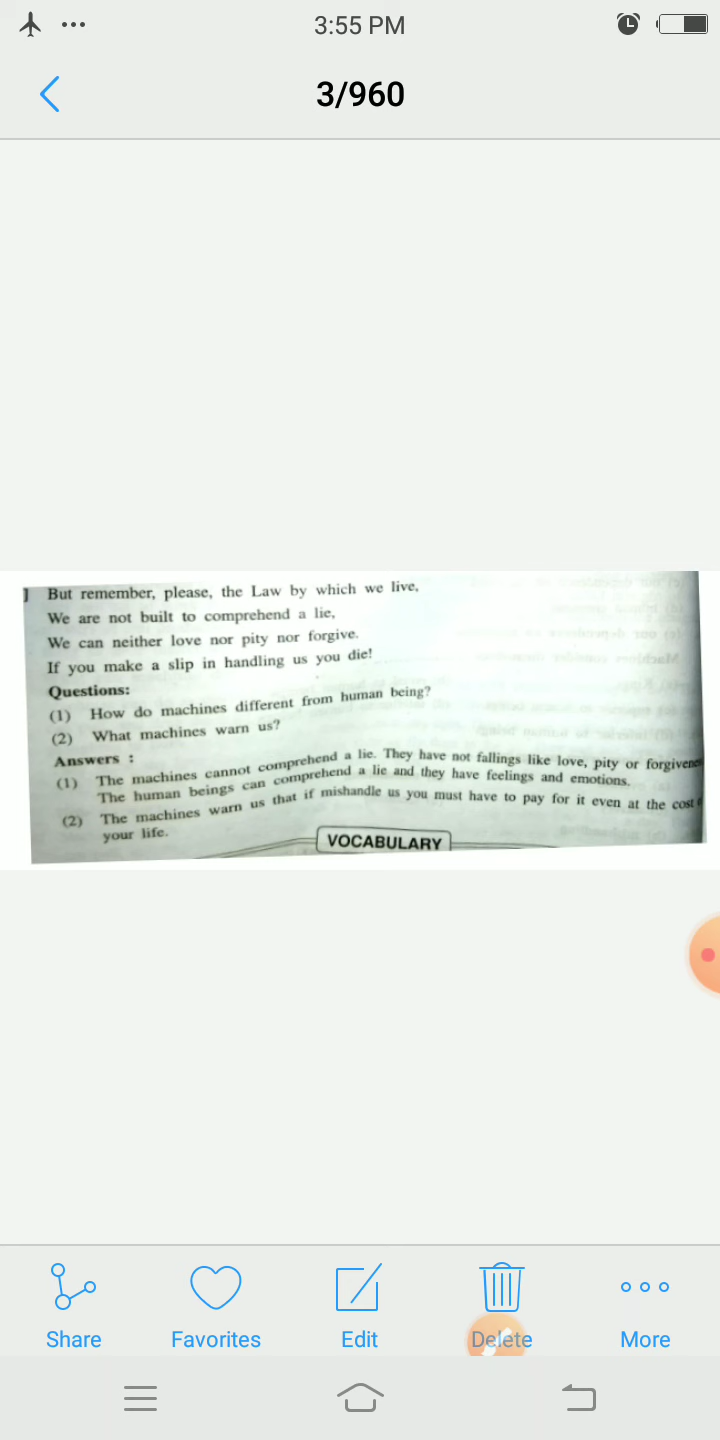 3:55 PM
3/960
But remember, please, the Law by which we live,
We are not built to comprehend a lie,
We can neither love nor pity nor forgive.
If you make a slip in handling us you die!
Questions:
(1) How do machines different from human being?
(2) What machines warn us?
Answers :
(1) The machines cannot comprehend a lie. They have not fallings like love, pity or
The human beings can comprehend a lie and they have feelings and emotions.
(2) The machines warn us that if mishandle us you must have to pay for it even at the cost
your life.
VOCABULARY
Share
Favorites
Edit
Delete
More